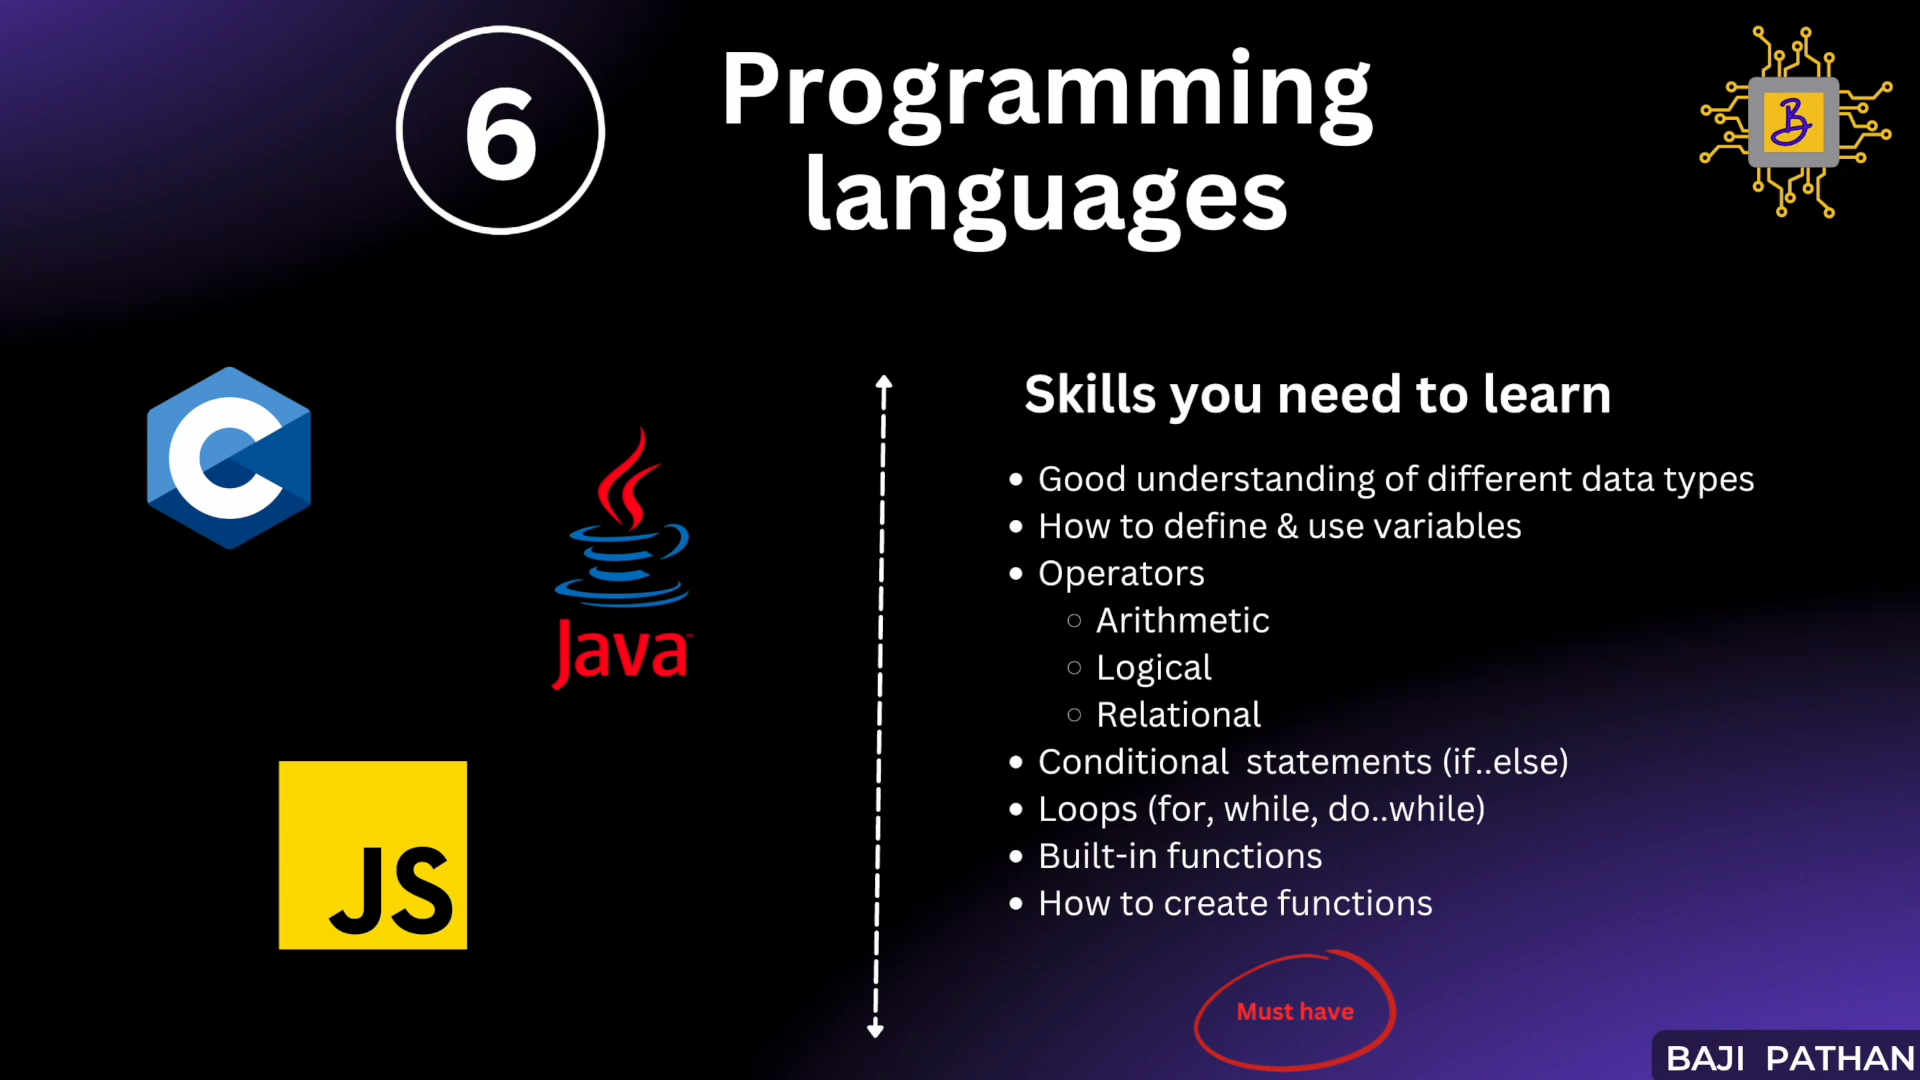 6
Programming
languages
B
C
Java™
JS
Skills you need to learn
• Good understanding of different data types
• How to define & use variables
• Operators
○ Arithmetic
○ Logical
○ Relational
• Conditional  statements (if..else)
• Loops (for, while, do..while)
• Built-in functions
• How to create functions
Must have
BAJI PATHAN